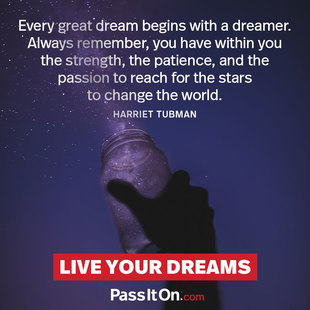 Every great dream begins with a dreamer.
Always remember, you have within you
the strength, the patience, and the
passion to reach for the stars
to change the world.
HARRIET TUBMAN
LIVE YOUR DREAMS
PassItOn.com